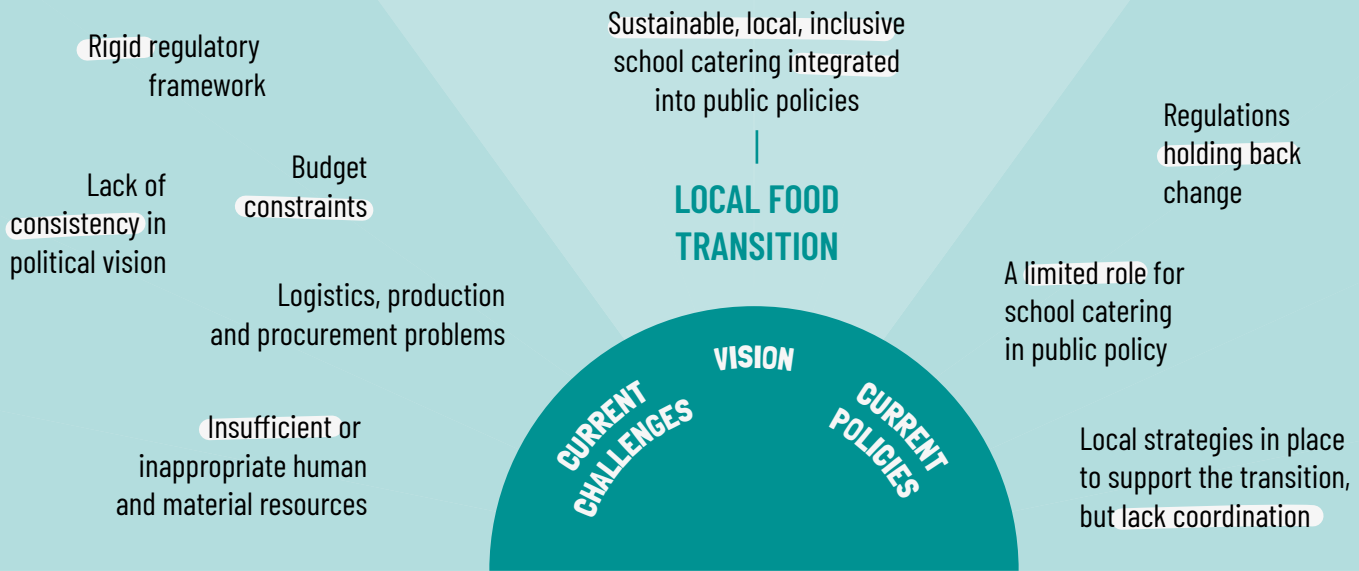 Rigid regulatory
framework
Lack of
consistency in
political vision
Budget
constraints
Logistics, production
and procurement problems
Insufficient or
inappropriate human
and material resources
Sustainable, local, inclusive
school catering integrated
into public policies
LOCAL FOOD
TRANSITION
CURRENT
CHALLENGES
VISION
CURRENT
POLICIES
Regulations
holding back
change
A limited role for
school catering
in public policy
Local strategies in place
to support the transition,
but lack coordination